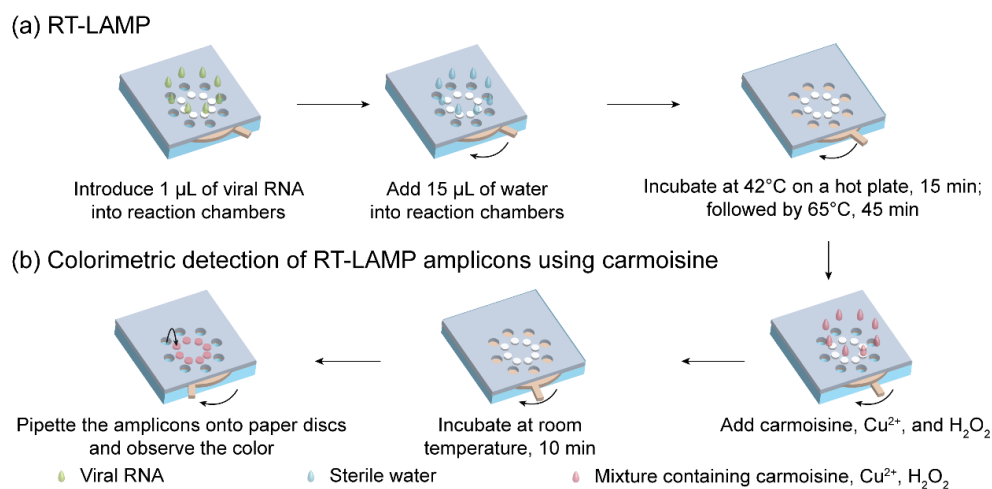 (a) RT-LAMP
Introduce 1 μL of viral RNA
into reaction chambers
Add 15 μL of water
into reaction chambers
Incubate at 42°C on a hot plate, 15 min;
followed by 65°C, 45 min
(b) Colorimetric detection of RT-LAMP amplicons using carmoisine
Pipette the amplicons onto paper discs
and observe the color
Incubate at room
temperature, 10 min
Add carmoisine, Cu²⁺, and H₂O₂
Viral RNA
Sterile water
Mixture containing carmoisine, Cu²⁺, H₂O₂